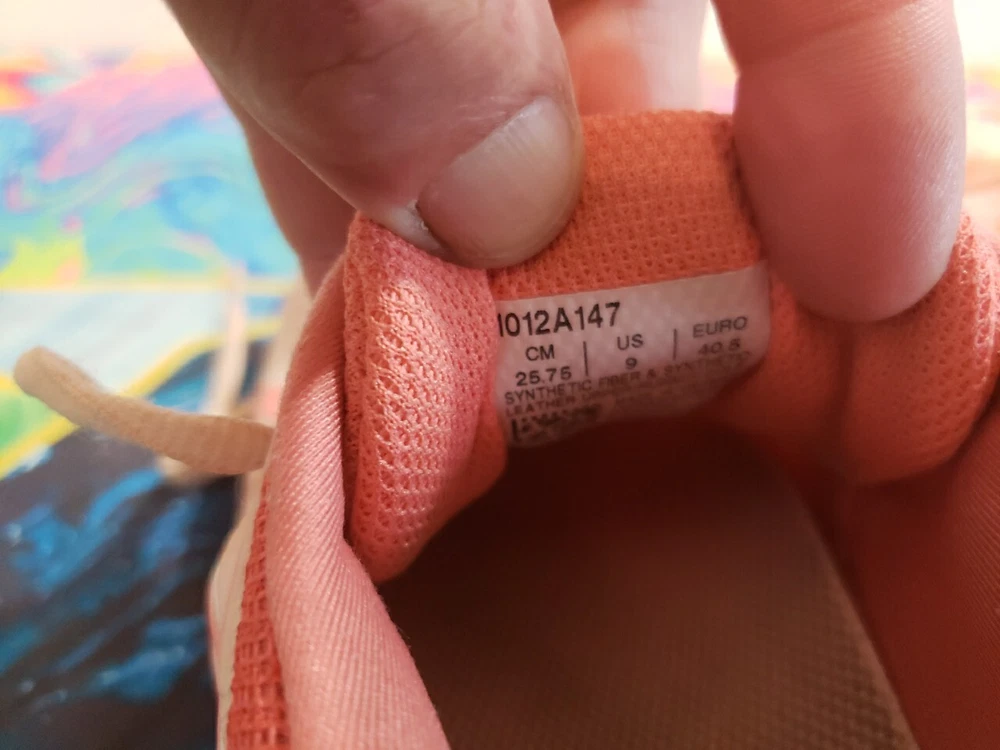 1012A147
CM | US | EURO
25.75 | 9 | 40.5
SYNTHETIC FIBER & SYNTHETIC
LEATHER